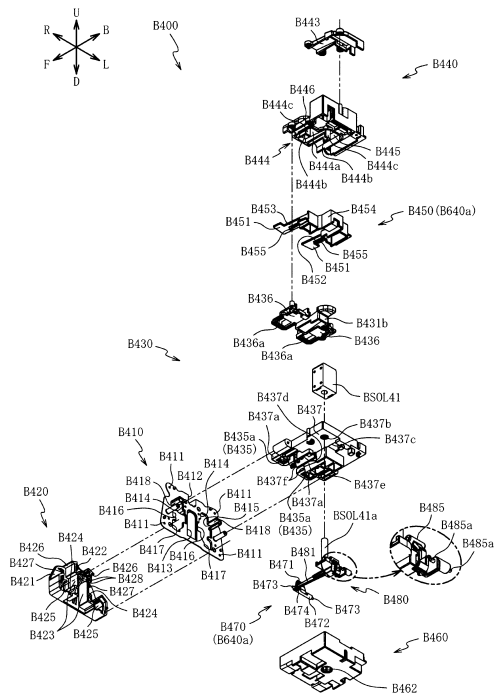 U
R B
F L
D
B400
B443
B440
B446
B444c
B444
B445
B444a
B444c
B444b
B444b
B453
B454
B450(B640a)
B451
B455
B455
B451
B452
B436
B431b
B436
B436a
B436a
B430
BSOL41
B437d
B437
B437a
B437b
B437c
B435a
(B435)
B437f
B437e
B437a
B435a
(B435)
B410
B411
B412
B414
B418
B414
B411
B415
B416
B418
B411
B417
B416
B413
B411
B417
B420
B424
B426
B422
B427
B426
B428
B421
B427
B425
B424
B423
B425
BSOL41a
B485
B485a
B485a
B481
B471
B473
B480
B474
B473
B472
B470
(B640a)
B460
B462